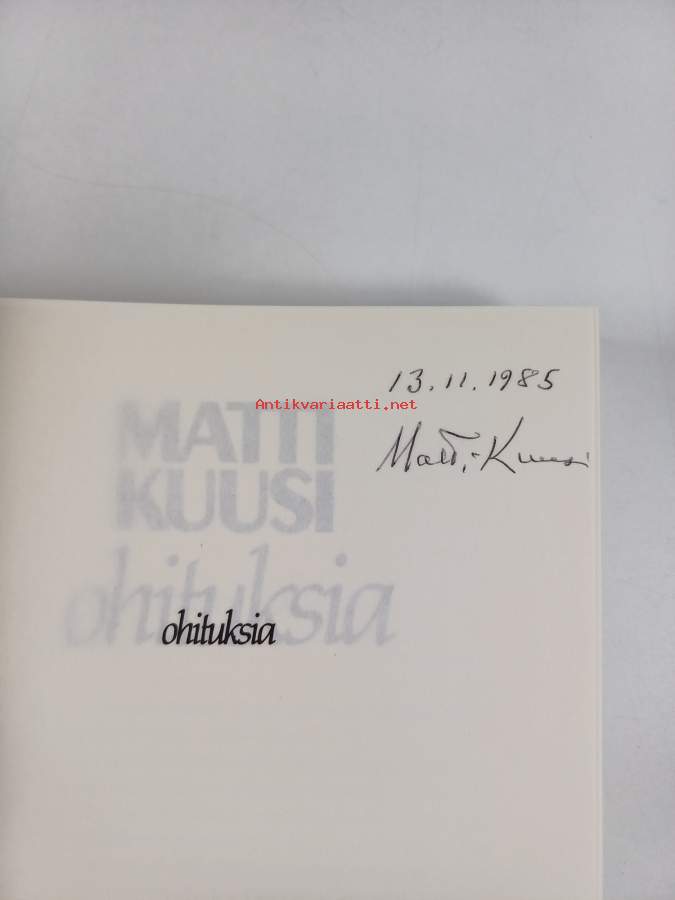 13.11.1985
Antikvariaatti.net
Matti Kuusi
MATTI
KUUSI
ohituksia
ohituksia